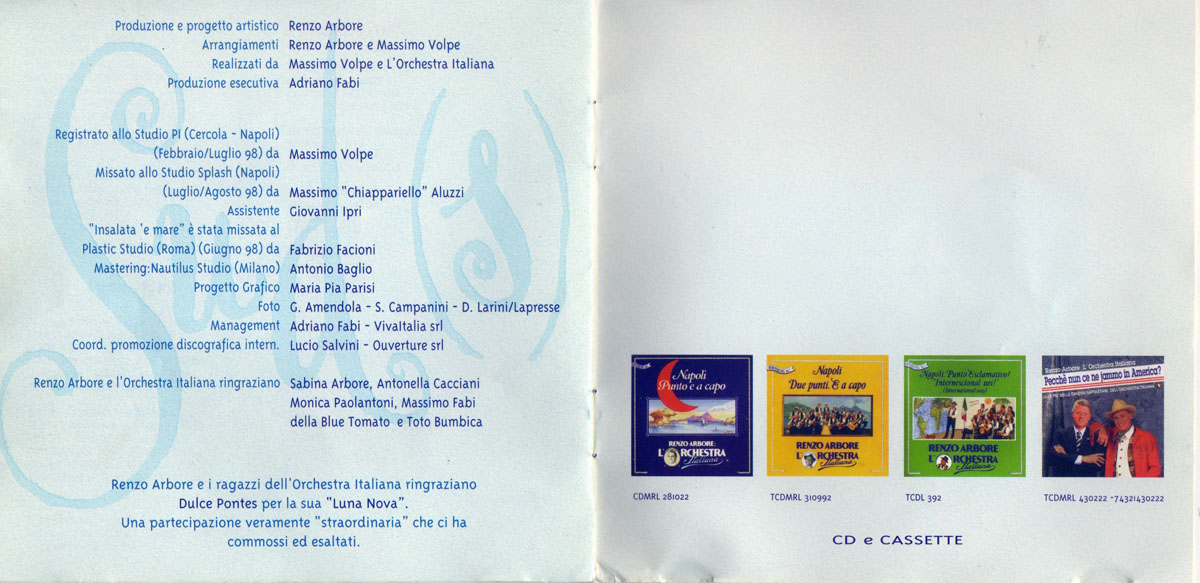 Produzione e progetto artistico Renzo Arbore
Arrangiamenti Renzo Arbore e Massimo Volpe
Realizzati da Massimo Volpe e L'Orchestra Italiana
Produzione esecutiva Adriano Fabi
Registrato allo Studio PI (Cercola - Napoli)
(Febbraio/Luglio 98) da Massimo Volpe
Missato allo Studio Splash (Napoli)
(Luglio/Agosto 98) da Massimo "Chiappariello" Aluzzi
Assistente Giovanni Ipri
"Insalata 'e mare" è stata missata al
Plastic Studio (Roma) (Giugno 98) da Fabrizio Facioni
Mastering:Nautilus Studio (Milano) Antonio Baglio
Progetto Grafico Maria Pia Parisi
Foto G. Amendola - S. Campanini - D. Larini/Lapresse
Management Adriano Fabi - VivaItalia srl
Coord. promozione discografica intern. Lucio Salvini - Ouverture srl
Renzo Arbore e l'Orchestra Italiana ringraziano Sabina Arbore, Antonella Cacciani
Monica Paolantoni, Massimo Fabi
della Blue Tomato e Toto Bumbica
Renzo Arbore e i ragazzi dell'Orchestra Italiana ringraziano
Dulce Pontes per la sua "Luna Nova".
Una partecipazione veramente "straordinaria" che ci ha
commossi ed esaltati.
Sud(s)
Napoli
Punto e a capo
RENZO ARBORE:
L'ORCHESTRA
Italiana
CDMRL 281022
Napoli
Due punti. E a capo
RENZO ARBORE
L'ORCHESTRA
Italiana
TCDMRL 310992
Napoli Punto Esclamativo!
Internescional uei!
(International uay)
RENZO ARBORE
L'ORCHESTRA
Italiana
TCDL 392
Renzo Arbore L'Orchestra Italiana
Pecchè nun ce ne jammo in America?
TCDMRL 430222 -74321430222
CD e CASSETTE